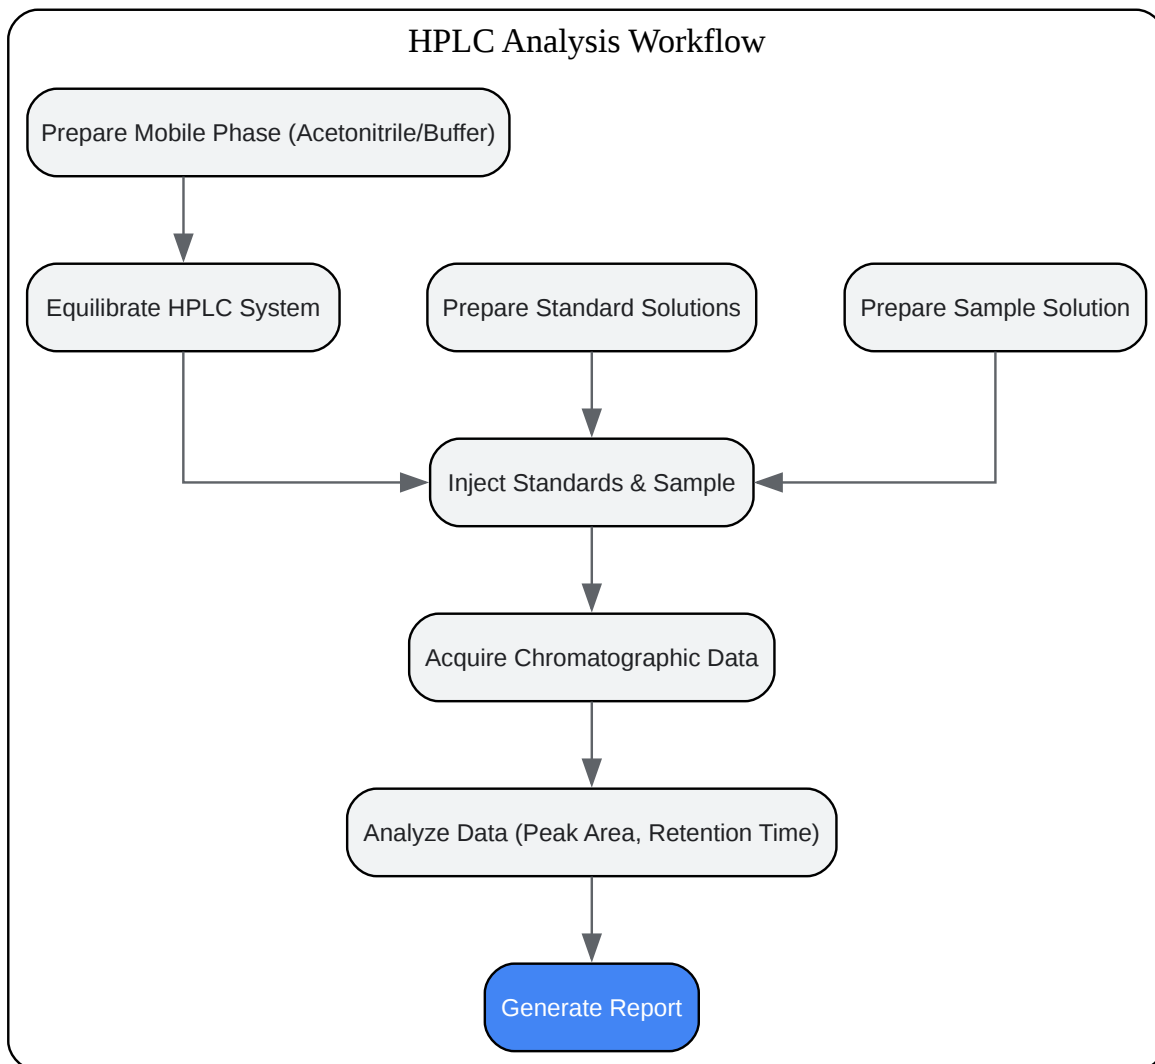 HPLC Analysis Workflow
Prepare Mobile Phase (Acetonitrile/Buffer)
Equilibrate HPLC System
Prepare Standard Solutions
Prepare Sample Solution
Inject Standards & Sample
Acquire Chromatographic Data
Analyze Data (Peak Area, Retention Time)
Generate Report